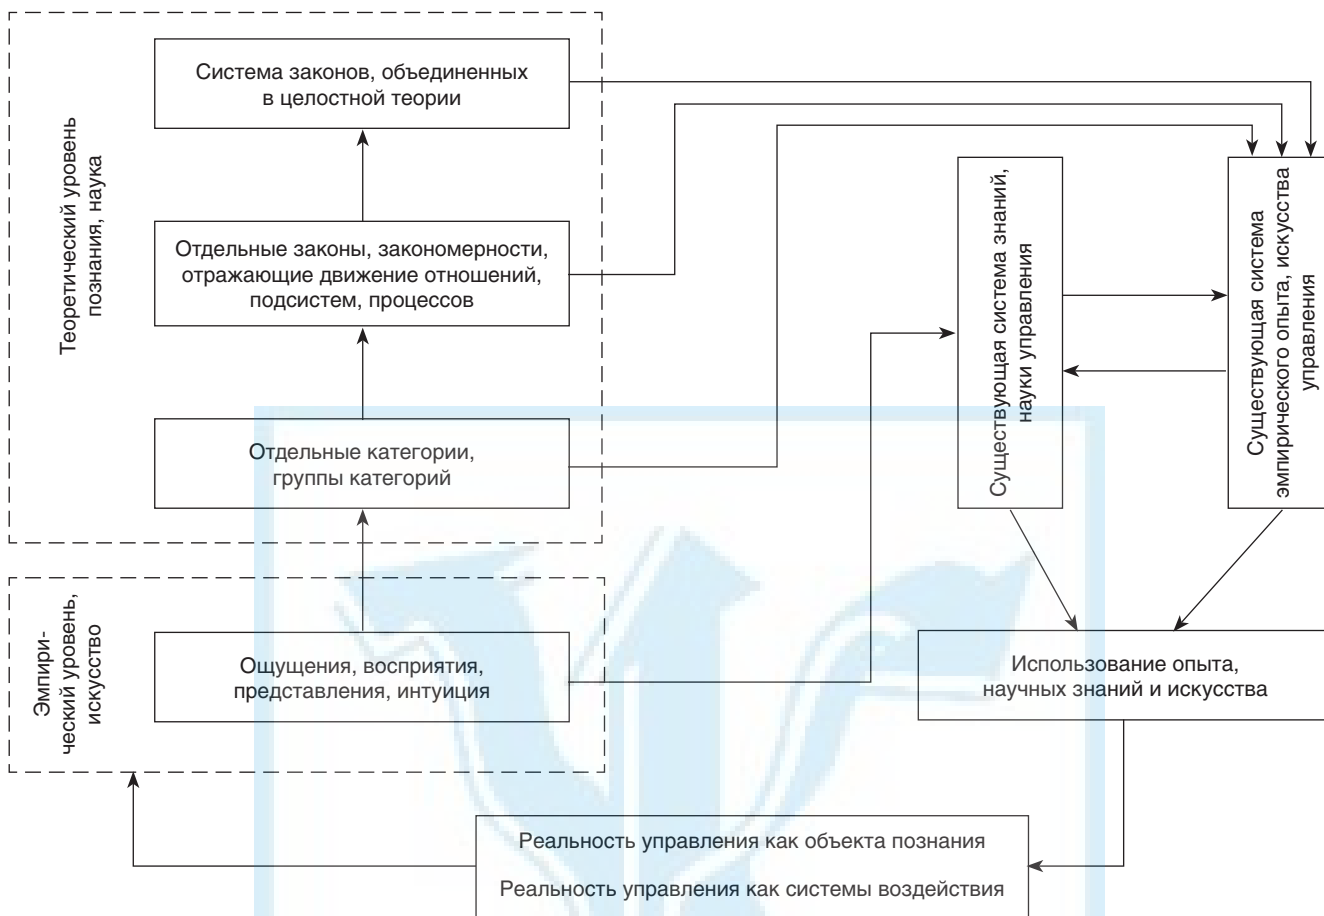 Теоретический уровень
познания, наука
Система законов, объединенных
в целостной теории
Отдельные законы, закономерности,
отражающие движение отношений,
подсистем, процессов
Отдельные категории,
группы категорий
Эмпири-
ческий уровень,
искусство
Ощущения, восприятия,
представления, интуиция
Существующая система знаний,
науки управления
Существующая система
эмпирического опыта, искусства
управления
Использование опыта,
научных знаний и искусства
Реальность управления как объекта познания
Реальность управления как системы воздействия